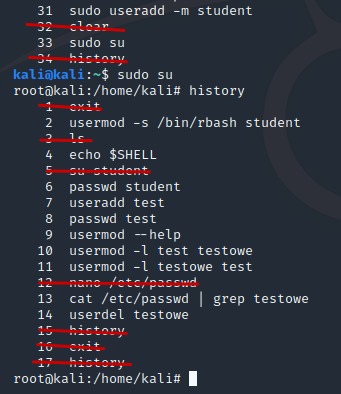 31 sudo useradd -m student
32 clear
33 sudo su
34 history
kali@kali:~$ sudo su
root@kali:/home/kali# history
1 exit
2 usermod -s /bin/rbash student
3 ls
4 echo $SHELL
5 su student
6 passwd student
7 useradd test
8 passwd test
9 usermod --help
10 usermod -l test testowe
11 usermod -l testowe test
12 nano /etc/passwd
13 cat /etc/passwd | grep testowe
14 userdel testowe
15 history
16 exit
17 history
root@kali:/home/kali#